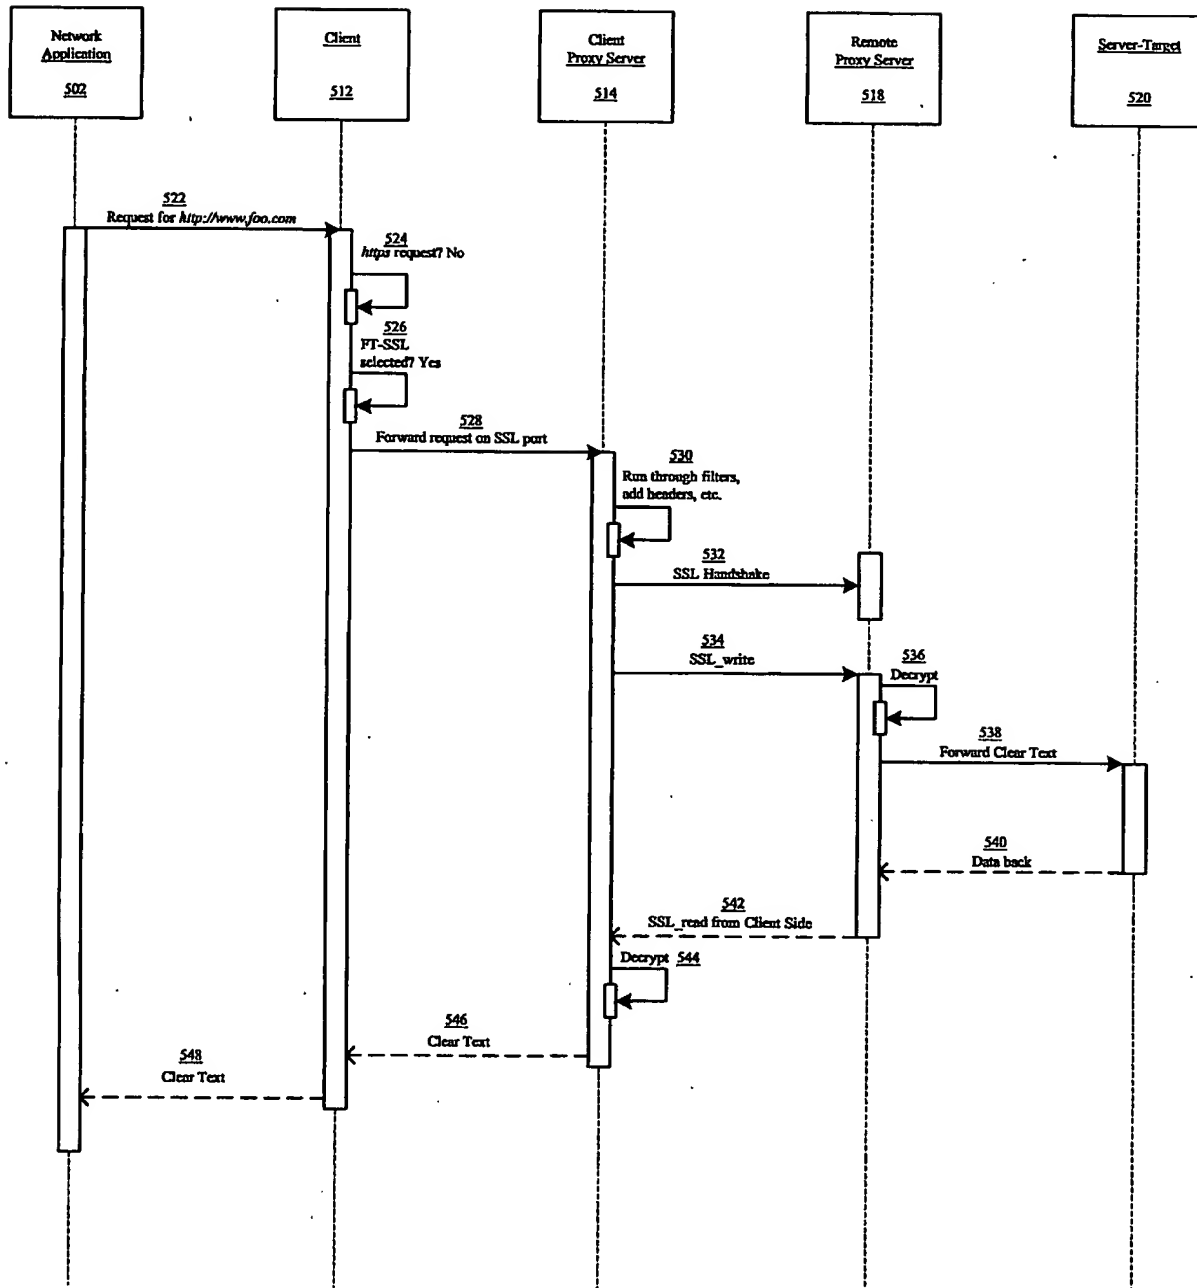 Network
Application
502
Client
512
Client
Proxy Server
514
Remote
Proxy Server
518
Server-Target
520
522
Request for http://www.foo.com
524
https request? No
526
FT-SSL
selected? Yes
528
Forward request on SSL port
530
Run through filters,
add headers, etc.
532
SSL Handshake
534
SSL_write
536
Decrypt
538
Forward Clear Text
540
Data back
542
SSL_read from Client Side
Decrypt 544
546
Clear Text
548
Clear Text